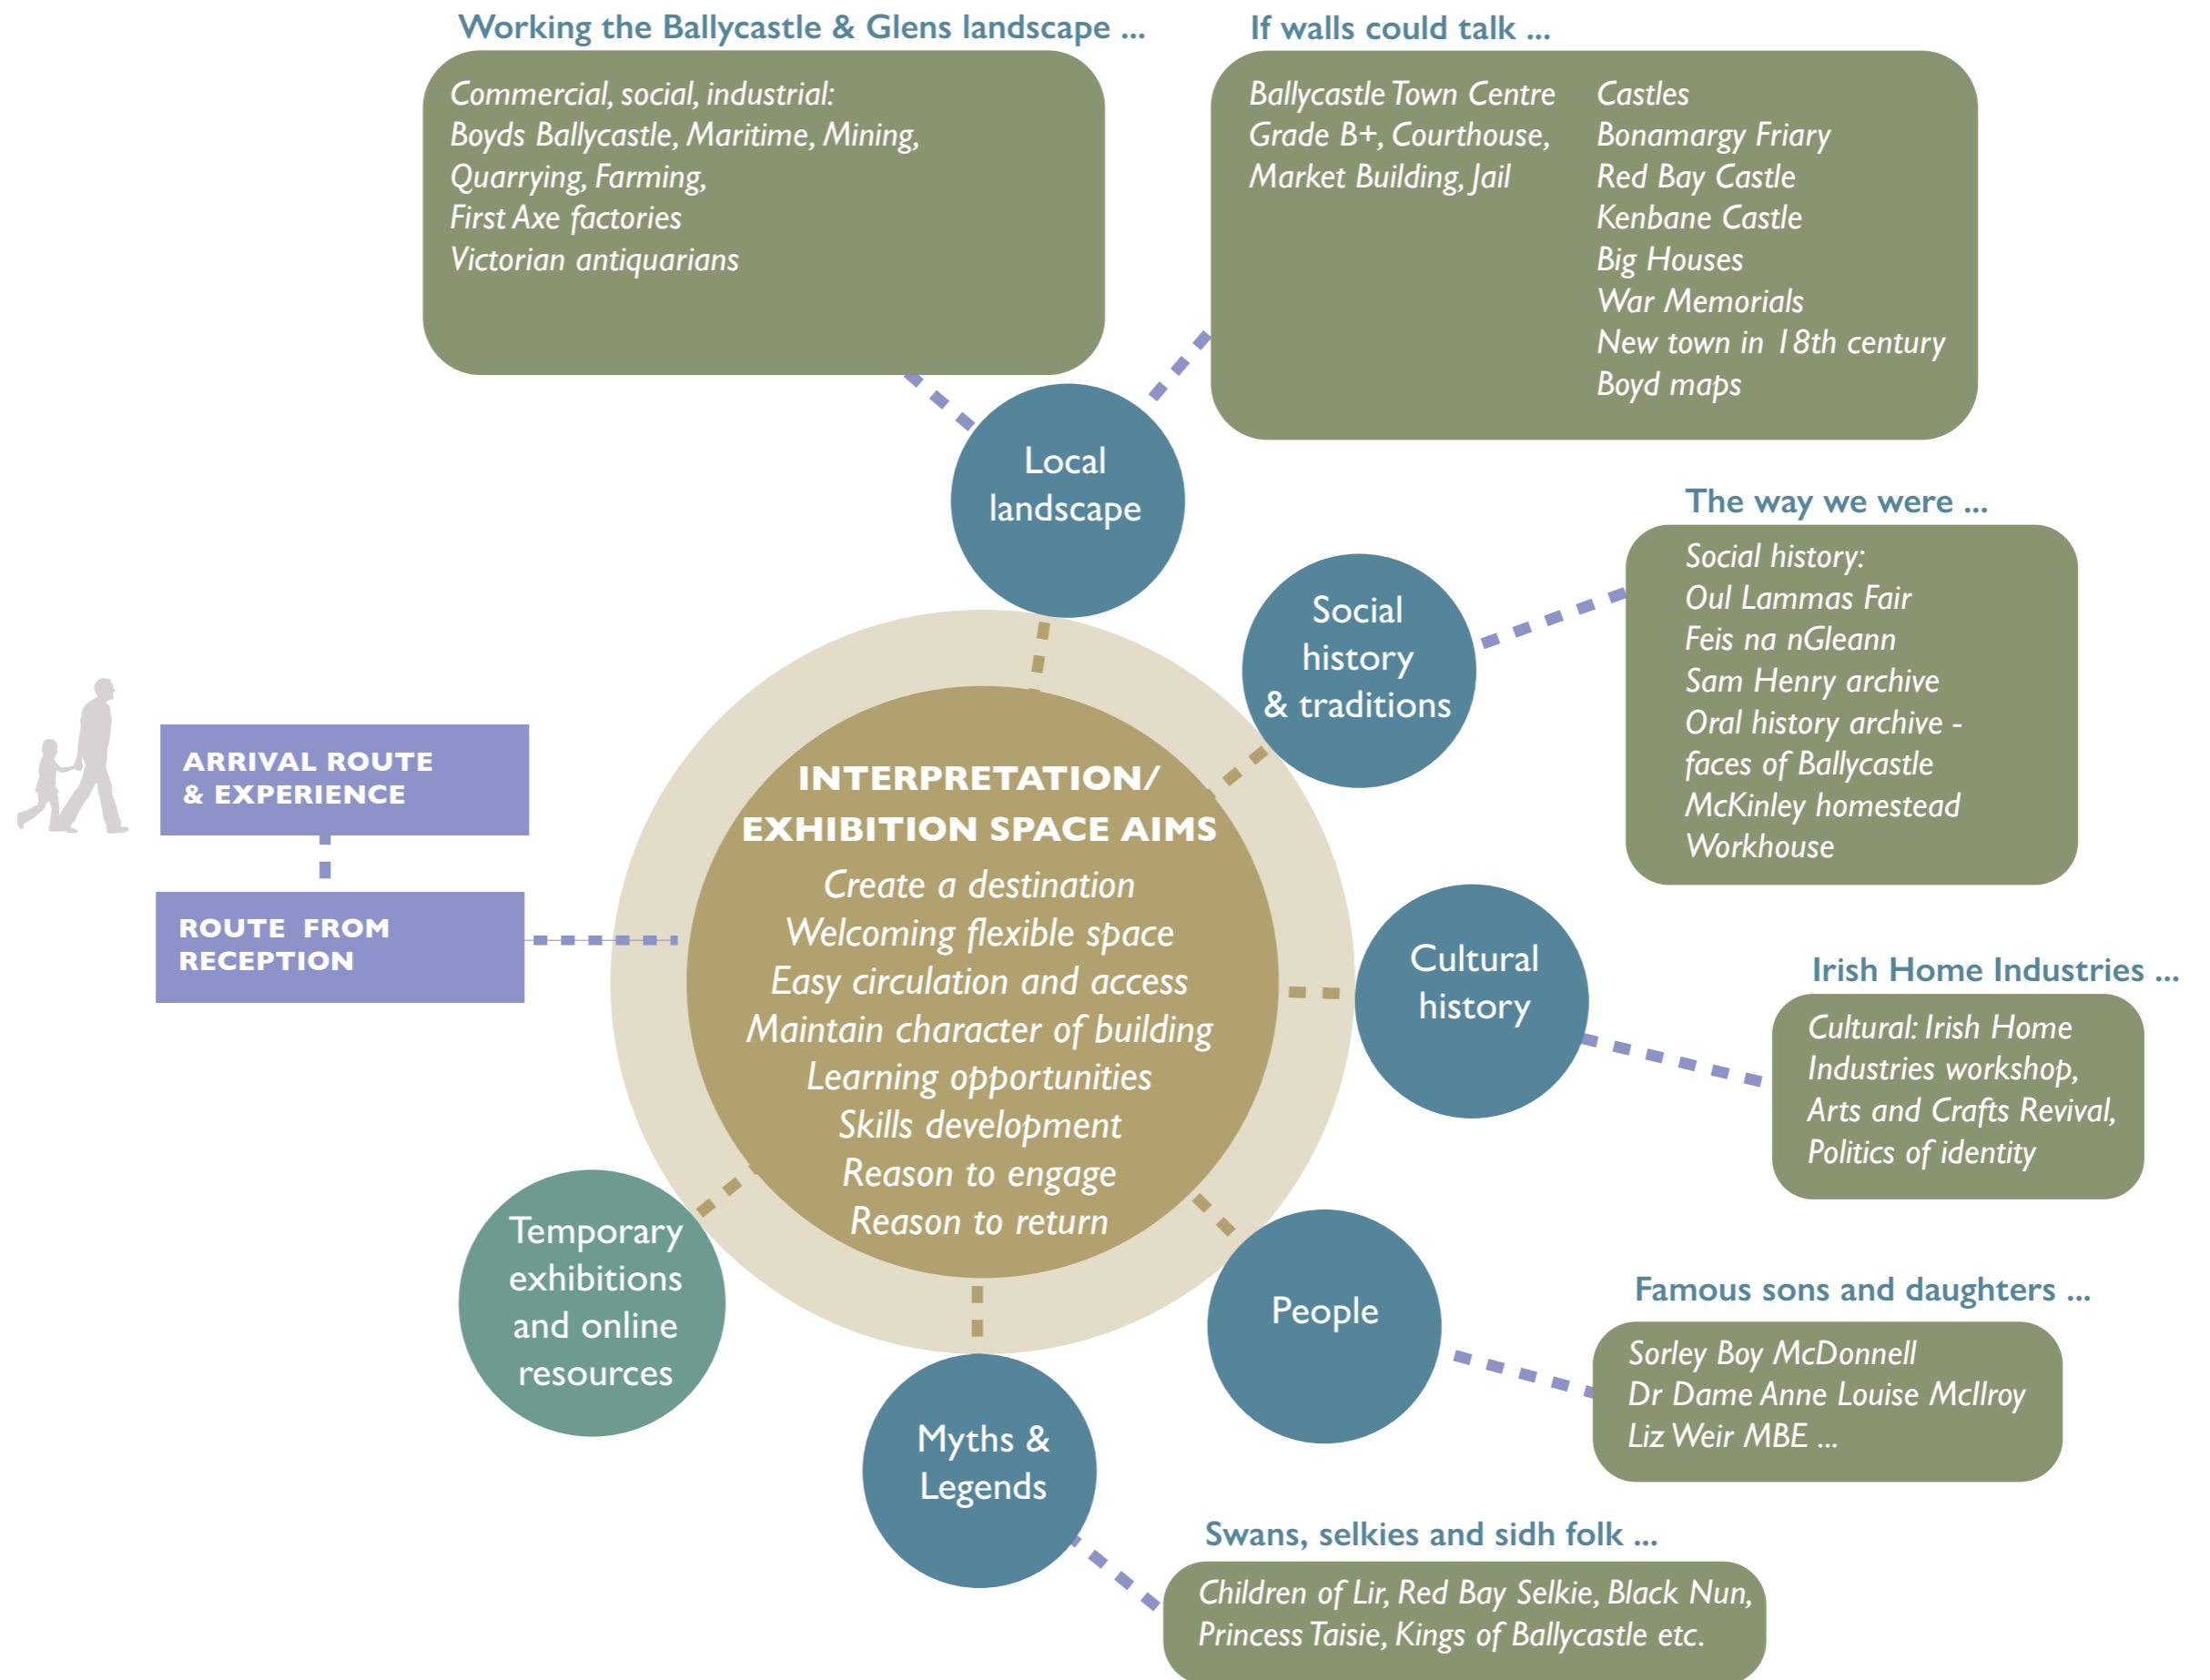 Working the Ballycastle & Glens landscape ...
Commercial, social, industrial:
Boyds Ballycastle, Maritime, Mining,
Quarrying, Farming,
First Axe factories
Victorian antiquarians
If walls could talk ...
Ballycastle Town Centre
Grade B+, Courthouse,
Market Building, Jail
Castles
Bonamargy Friary
Red Bay Castle
Kenbane Castle
Big Houses
War Memorials
New town in 18th century
Boyd maps
Local
landscape
The way we were ...
Social history:
Oul Lammas Fair
Feis na nGleann
Sam Henry archive
Oral history archive -
faces of Ballycastle
McKinley homestead
Workhouse
Social
history
& traditions
ARRIVAL ROUTE
& EXPERIENCE
ROUTE FROM
RECEPTION
INTERPRETATION/
EXHIBITION SPACE AIMS
Create a destination
Welcoming flexible space
Easy circulation and access
Maintain character of building
Learning opportunities
Skills development
Reason to engage
Reason to return
Cultural
history
Irish Home Industries ...
Cultural: Irish Home
Industries workshop,
Arts and Crafts Revival,
Politics of identity
People
Famous sons and daughters ...
Sorley Boy McDonnell
Dr Dame Anne Louise McIlroy
Liz Weir MBE ...
Temporary
exhibitions
and online
resources
Myths &
Legends
Swans, selkies and sidh folk ...
Children of Lir, Red Bay Selkie, Black Nun,
Princess Taisie, Kings of Ballycastle etc.